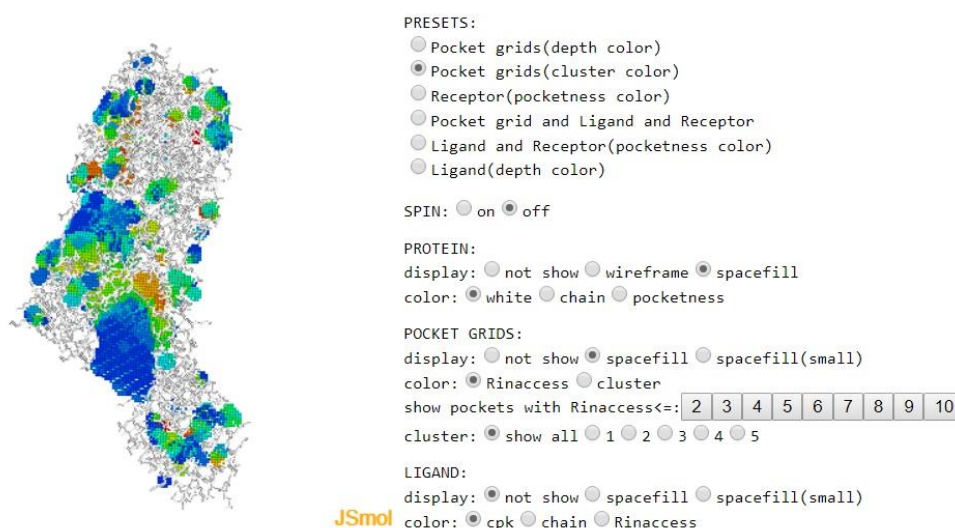 PRESETS:
Pocket grids(depth color)
Pocket grids(cluster color)
Receptor(pocketness color)
Pocket grid and Ligand and Receptor
Ligand and Receptor(pocketness color)
Ligand(depth color)
SPIN: on off
PROTEIN:
display: not show wireframe spacefill
color: white chain pocketness
POCKET GRIDS:
display: not show spacefill spacefill(small)
color: Rinaccess cluster
show pockets with Rinaccess<=: 2 3 4 5 6 7 8 9 10
cluster: show all 1 2 3 4 5
LIGAND:
display: not show spacefill spacefill(small)
color: cpk chain Rinaccess
JSmol